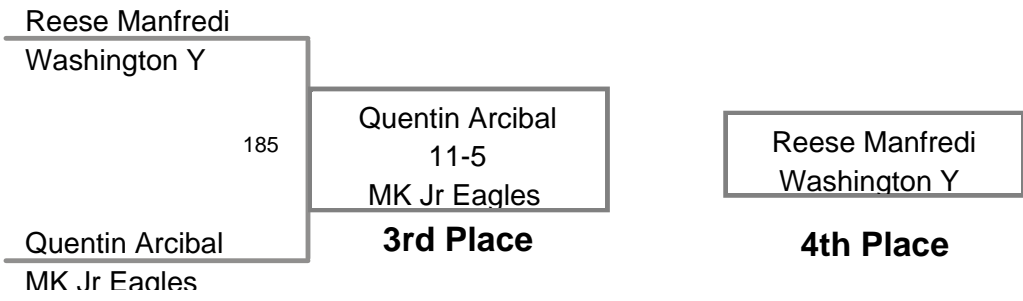 Reese Manfredi
Washington Y
185
Quentin Arcibal
MK Jr Eagles
Quentin Arcibal
11-5
MK Jr Eagles
3rd Place
Reese Manfredi
Washington Y
4th Place